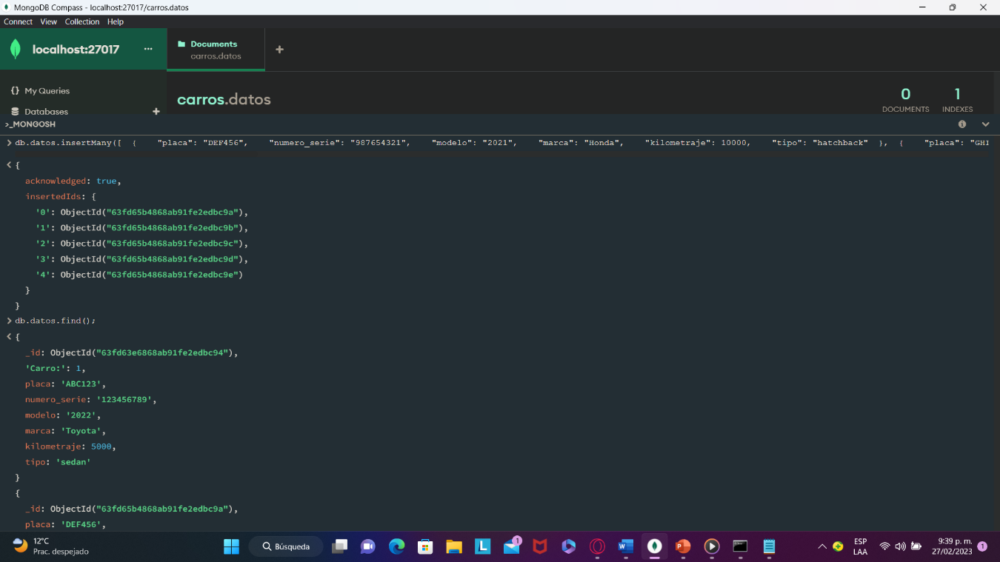 MongoDB Compass - localhost:27017/carros.datos
Connect View Collection Help
localhost:27017 ...
Documents
carros.datos
+
{} My Queries
Databases +
carros.datos
0 1
DOCUMENTS INDEXES
>_MONGOSH
> db.datos.insertMany([ { "placa": "DEF456", "numero_serie": "987654321", "modelo": "2021", "marca": "Honda", "kilometraje": 10000, "tipo": "hatchback" }, { "placa": "GHI
< {
acknowledged: true,
insertedIds: {
'0': ObjectId("63fd65b4868ab91fe2edbc9a"),
'1': ObjectId("63fd65b4868ab91fe2edbc9b"),
'2': ObjectId("63fd65b4868ab91fe2edbc9c"),
'3': ObjectId("63fd65b4868ab91fe2edbc9d"),
'4': ObjectId("63fd65b4868ab91fe2edbc9e")
}
}
> db.datos.find();
< {
_id: ObjectId("63fd63e6868ab91fe2edbc94"),
'Carro:': 1,
placa: 'ABC123',
numero_serie: '123456789',
modelo: '2022',
marca: 'Toyota',
kilometraje: 5000,
tipo: 'sedan'
}
{
_id: ObjectId("63fd65b4868ab91fe2edbc9a"),
placa: 'DEF456',
12°C
Prac. despejado
Búsqueda
L
1
W
P
ESP
LAA
9:39 p. m.
27/02/2023
1